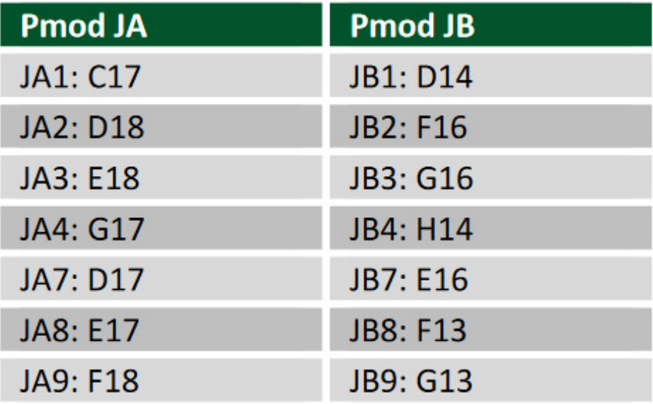 Pmod JA Pmod JB
JA1: C17 JB1: D14
JA2: D18 JB2: F16
JA3: E18 JB3: G16
JA4: G17 JB4: H14
JA7: D17 JB7: E16
JA8: E17 JB8: F13
JA9: F18 JB9: G13